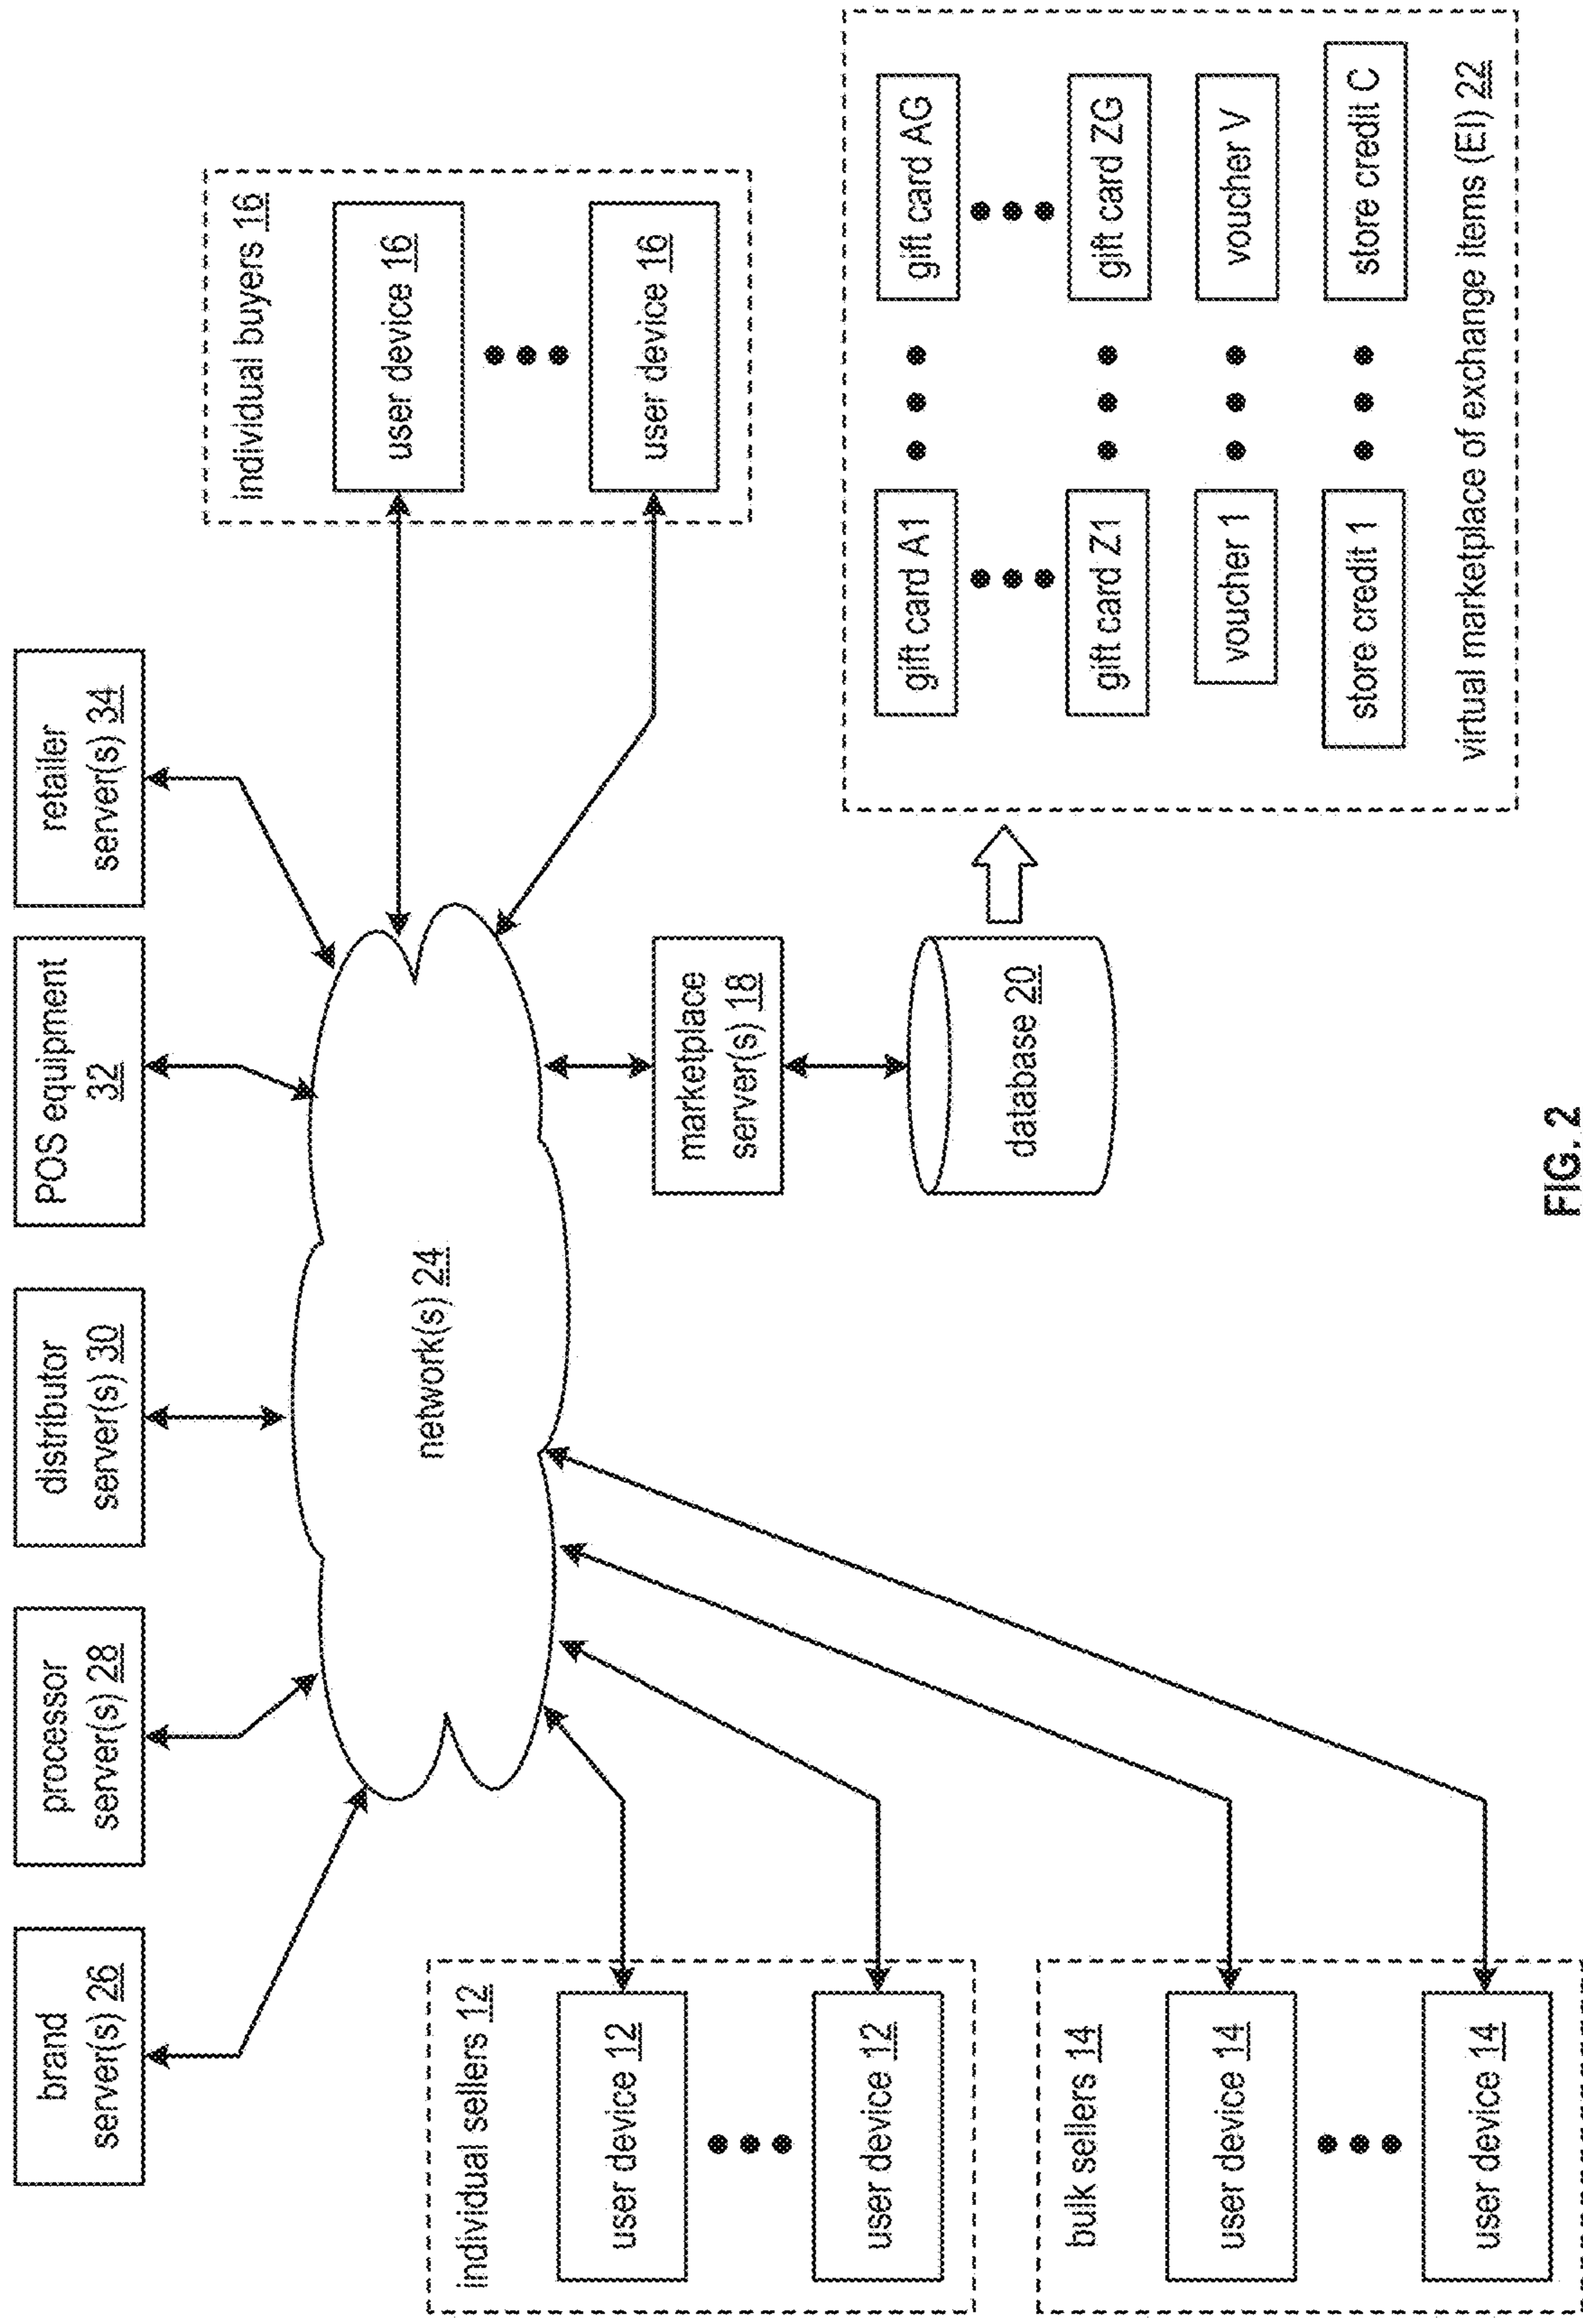 brand
server(s) 26
processor
server(s) 28
distributor
server(s) 30
POS equipment
32
retailer
server(s) 34
individual buyers 16
user device 16
user device 16
network(s) 24
individual sellers 12
user device 12
user device 12
marketplace
server(s) 18
database 20
bulk sellers 14
user device 14
user device 14
gift card A1
gift card AG
gift card Z1
gift card ZG
voucher 1
voucher V
store credit 1
store credit C
virtual marketplace of exchange items (EI) 22
FIG. 2